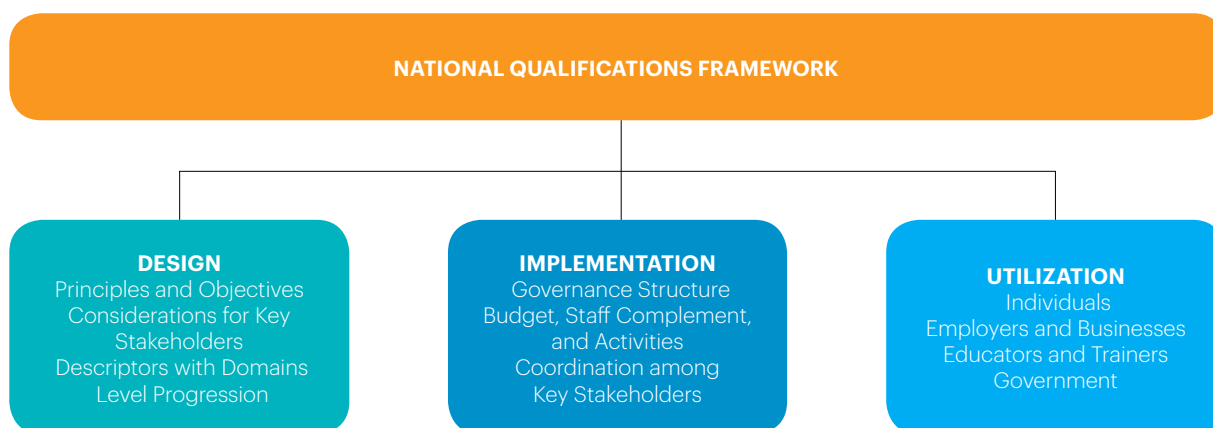 NATIONAL QUALIFICATIONS FRAMEWORK
DESIGN
Principles and Objectives
Considerations for Key
Stakeholders
Descriptors with Domains
Level Progression
IMPLEMENTATION
Governance Structure
Budget, Staff Complement,
and Activities
Coordination among
Key Stakeholders
UTILIZATION
Individuals
Employers and Businesses
Educators and Trainers
Government